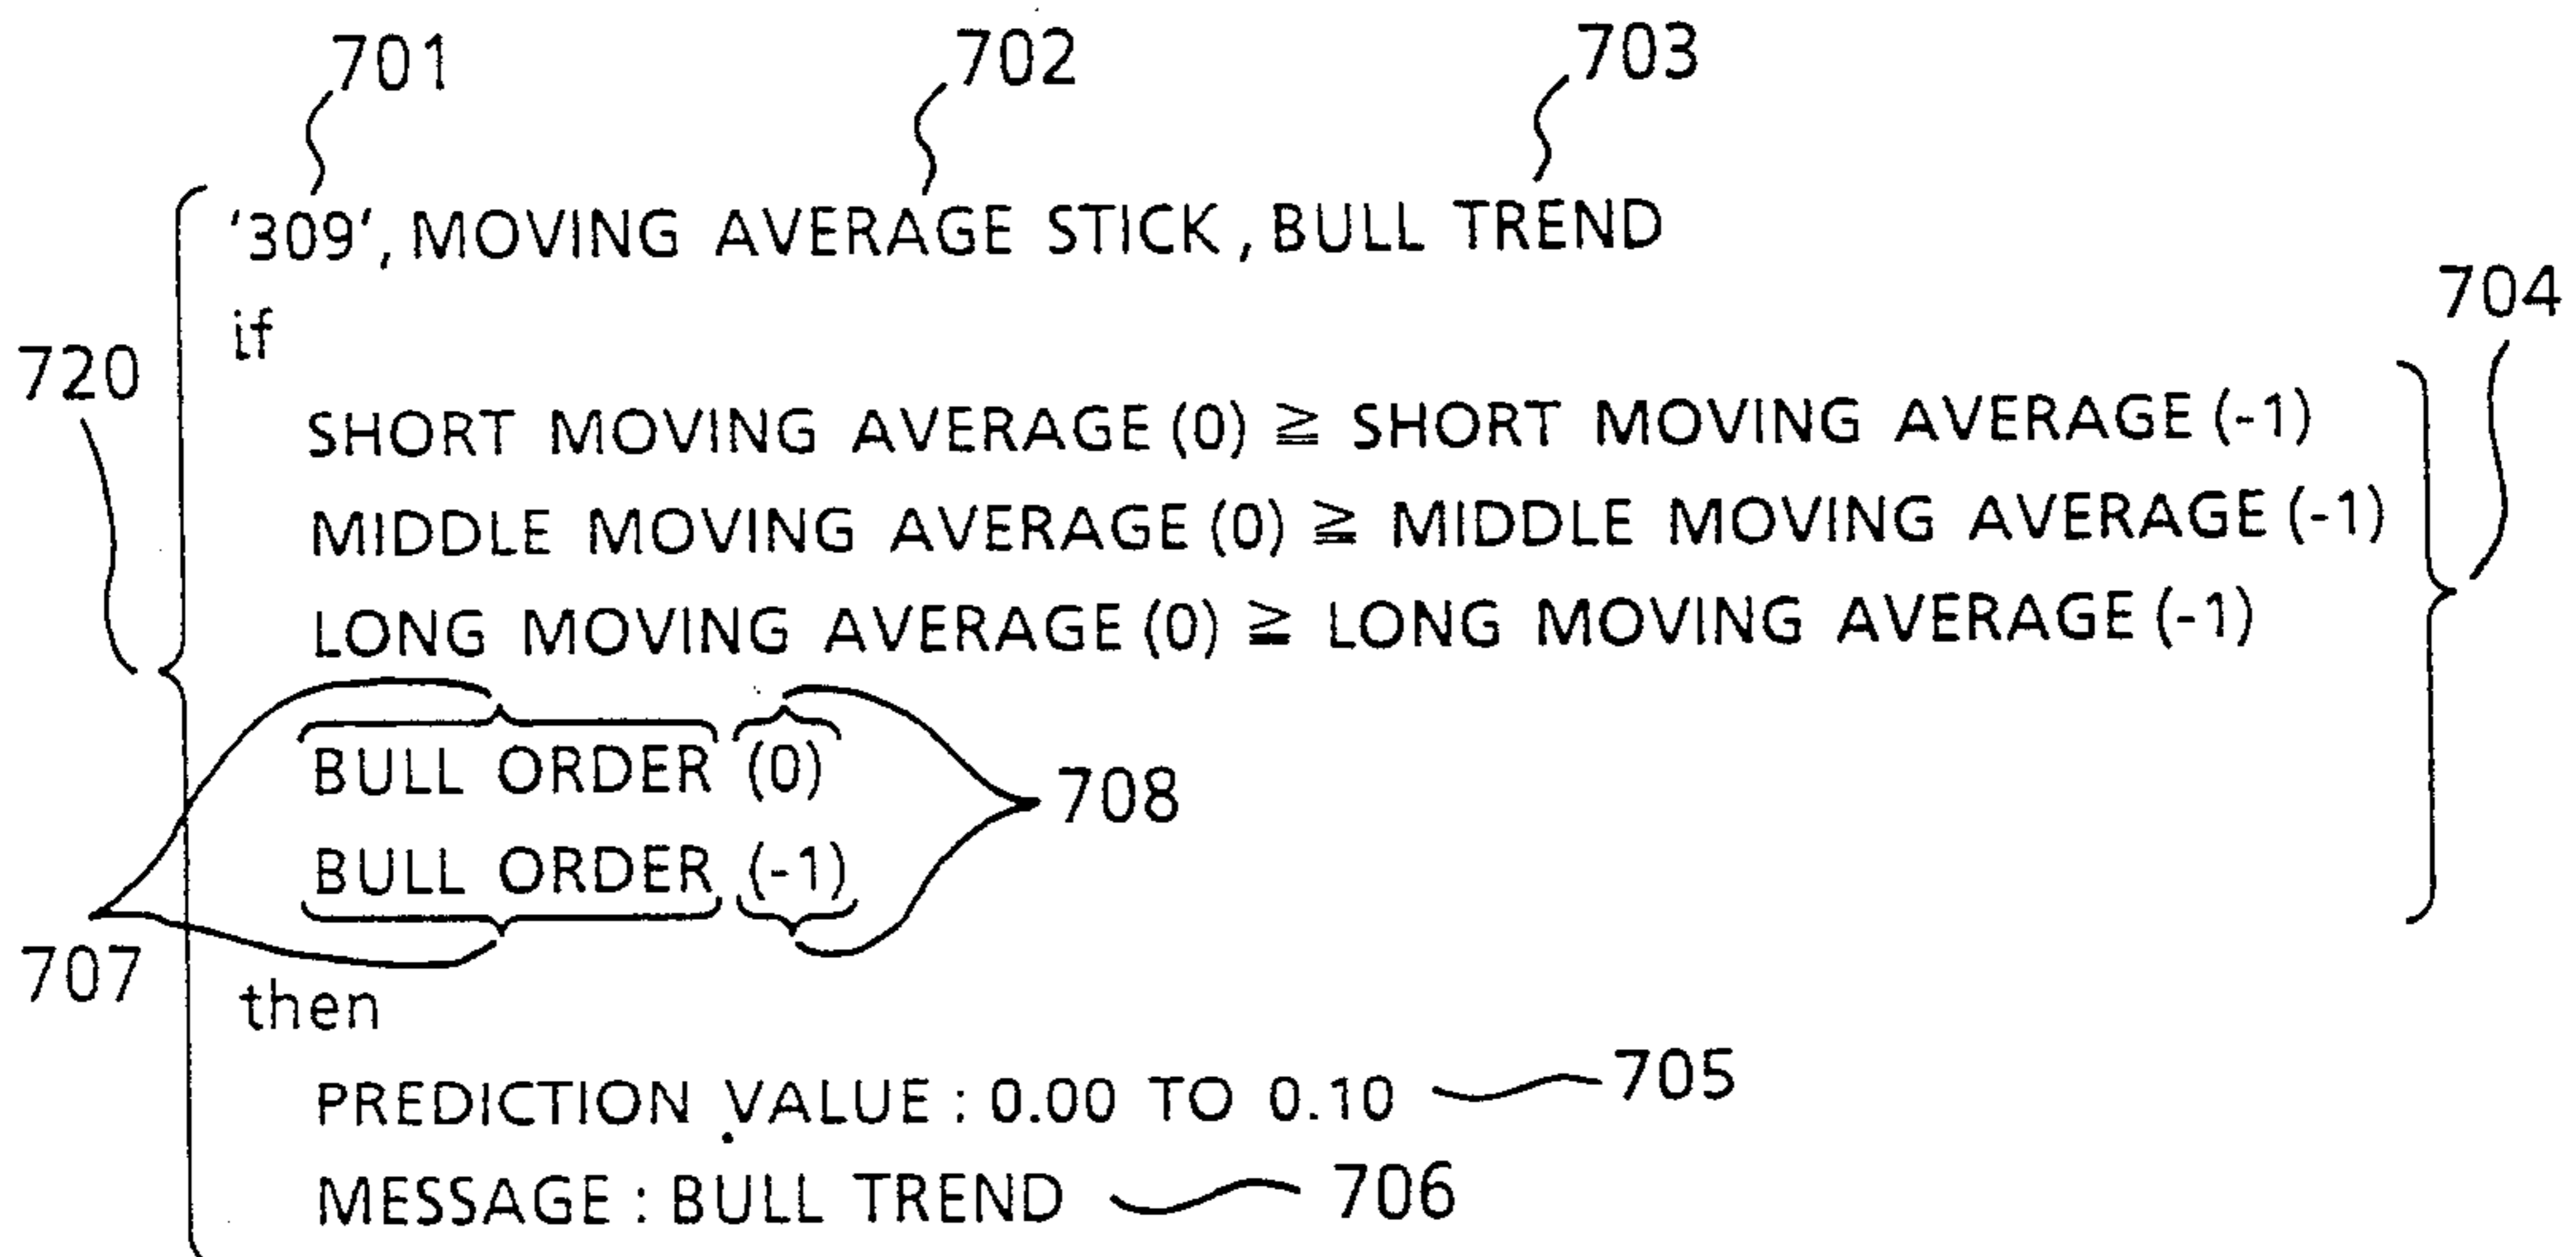 701 702 703
'309', MOVING AVERAGE STICK, BULL TREND
if
704
720
SHORT MOVING AVERAGE (0) ≧ SHORT MOVING AVERAGE (-1)
MIDDLE MOVING AVERAGE (0) ≧ MIDDLE MOVING AVERAGE (-1)
LONG MOVING AVERAGE (0) ≧ LONG MOVING AVERAGE (-1)
BULL ORDER (0)
708
BULL ORDER (-1)
707
then
PREDICTION VALUE : 0.00 TO 0.10 705
MESSAGE : BULL TREND 706